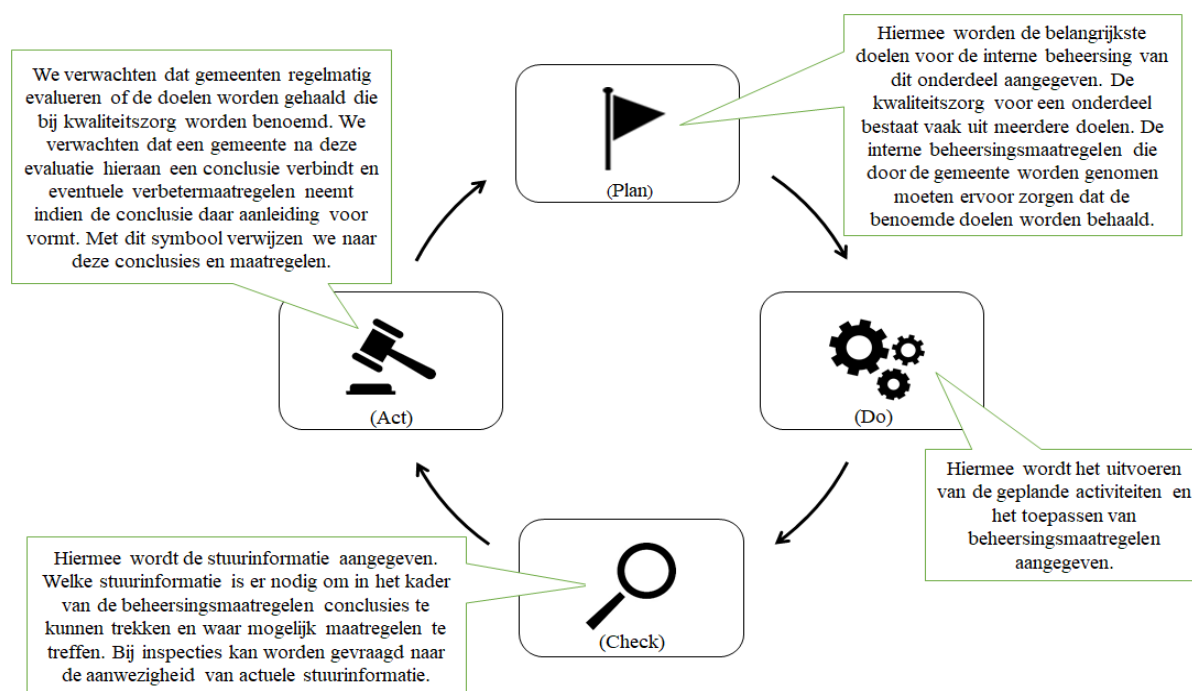 We verwachten dat gemeenten regelmatig
evalueren of de doelen worden gehaald die
bij kwaliteitszorg worden benoemd. We
verwachten dat een gemeente na deze
evaluatie hieraan een conclusie verbindt en
eventuele verbetermaatregelen neemt
indien de conclusie daar aanleiding voor
vormt. Met dit symbool verwijzen we naar
deze conclusies en maatregelen.
(Plan)
Hiermee worden de belangrijkste
doelen voor de interne beheersing van
dit onderdeel aangegeven. De
kwaliteitszorg voor een onderdeel
bestaat vaak uit meerdere doelen. De
interne beheersingsmaatregelen die
door de gemeente worden genomen
moeten ervoor zorgen dat de
benoemde doelen worden behaald.
(Act)
(Do)
Hiermee wordt het uitvoeren
van de geplande activiteiten en
het toepassen van
beheersingsmaatregelen
aangegeven.
Hiermee wordt de stuurinformatie aangegeven.
Welke stuurinformatie is er nodig om in het kader
van de beheersingsmaatregelen conclusies te
kunnen trekken en waar mogelijk maatregelen te
treffen. Bij inspecties kan worden gevraagd naar
de aanwezigheid van actuele stuurinformatie.
(Check)